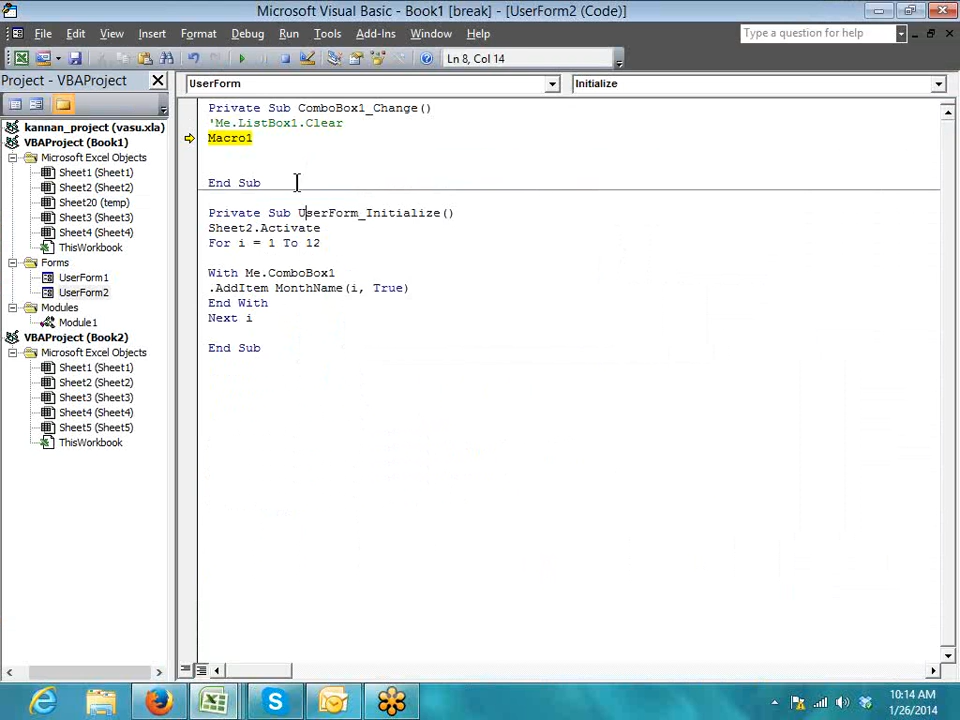 Microsoft Visual Basic - Book1 [break] - [UserForm2 (Code)]
File Edit View Insert Format Debug Run Tools Add-Ins Window Help
Type a question for help
Ln 8, Col 14
Project - VBAProject
UserForm
Initialize
kannan_project (vasu.xla)
VBAProject (Book1)
Microsoft Excel Objects
Sheet1 (Sheet1)
Sheet2 (Sheet2)
Sheet20 (temp)
Sheet3 (Sheet3)
Sheet4 (Sheet4)
ThisWorkbook
Forms
UserForm1
UserForm2
Modules
Module1
VBAProject (Book2)
Microsoft Excel Objects
Sheet1 (Sheet1)
Sheet2 (Sheet2)
Sheet3 (Sheet3)
Sheet4 (Sheet4)
Sheet5 (Sheet5)
ThisWorkbook
Private Sub ComboBox1_Change()
'Me.ListBox1.Clear
Macro1
End Sub
Private Sub UserForm_Initialize()
Sheet2.Activate
For i = 1 To 12
With Me.ComboBox1
.AddItem MonthName(i, True)
End With
Next i
End Sub
10:14 AM
1/26/2014